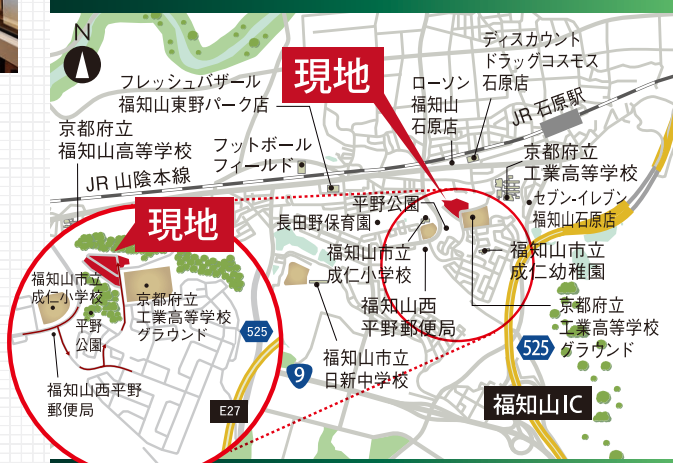 N
現地
ディスカウント
ドラッグコスモス
石原店
フレッシュバザール
福知山東野パーク店
ローソン
福知山
石原店
JR 石原駅
京都府立
福知山高等学校
フットボール
フィールド
京都府立
工業高等学校
JR 山陰本線
セブン-イレブン
福知山石原店
平野公園
長田野保育園
福知山市立
成仁小学校
福知山市立
成仁幼稚園
福知山西
平野郵便局
京都府立
工業高等学校
グラウンド
福知山市立
日新中学校
525
9
福知山IC
現地
福知山市立
成仁小学校
京都府立
工業高等学校
グラウンド
平野
公園
525
福知山西平野
郵便局
E27